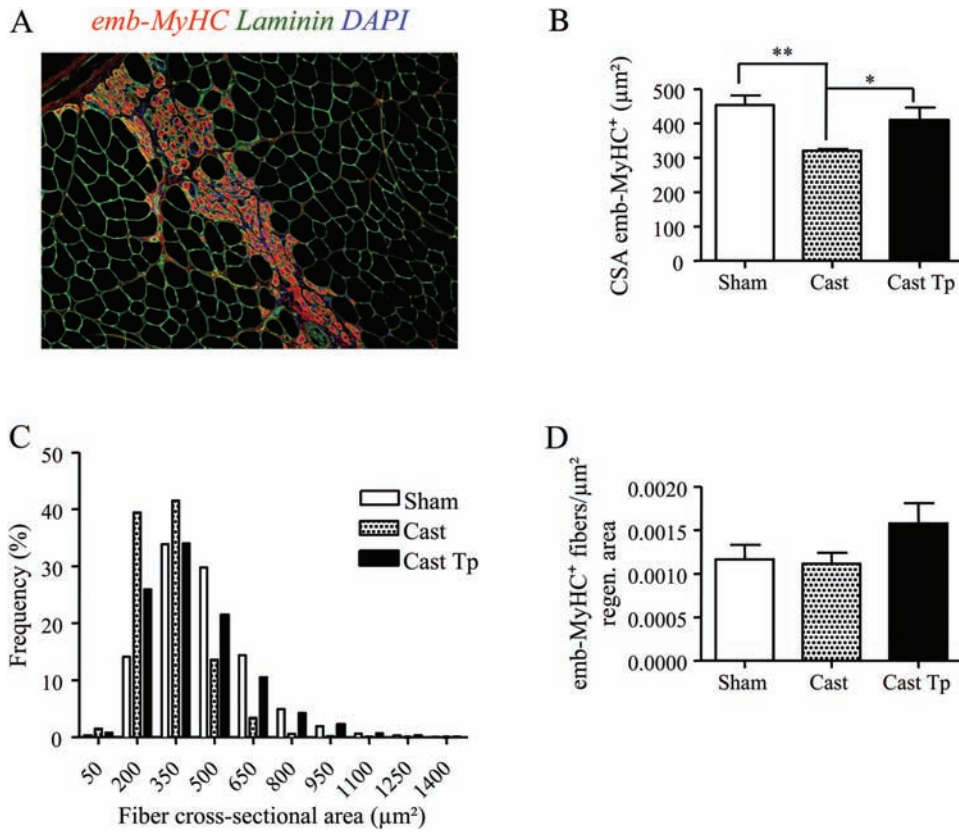 A
emb-MyHC Laminin DAPI
B
**
*
CSA emb-MyHC⁺ (µm²)
500
400
300
200
100
0
Sham Cast Cast Tp
C
Frequency (%)
50
40
30
20
10
0
Sham
Cast
Cast Tp
50 200 350 500 650 800 950 1100 1250 1400
Fiber cross-sectional area (µm²)
D
emb-MyHC⁺ fibers/µm²
regen. area
0.0020
0.0015
0.0010
0.0005
0.0000
Sham Cast Cast Tp